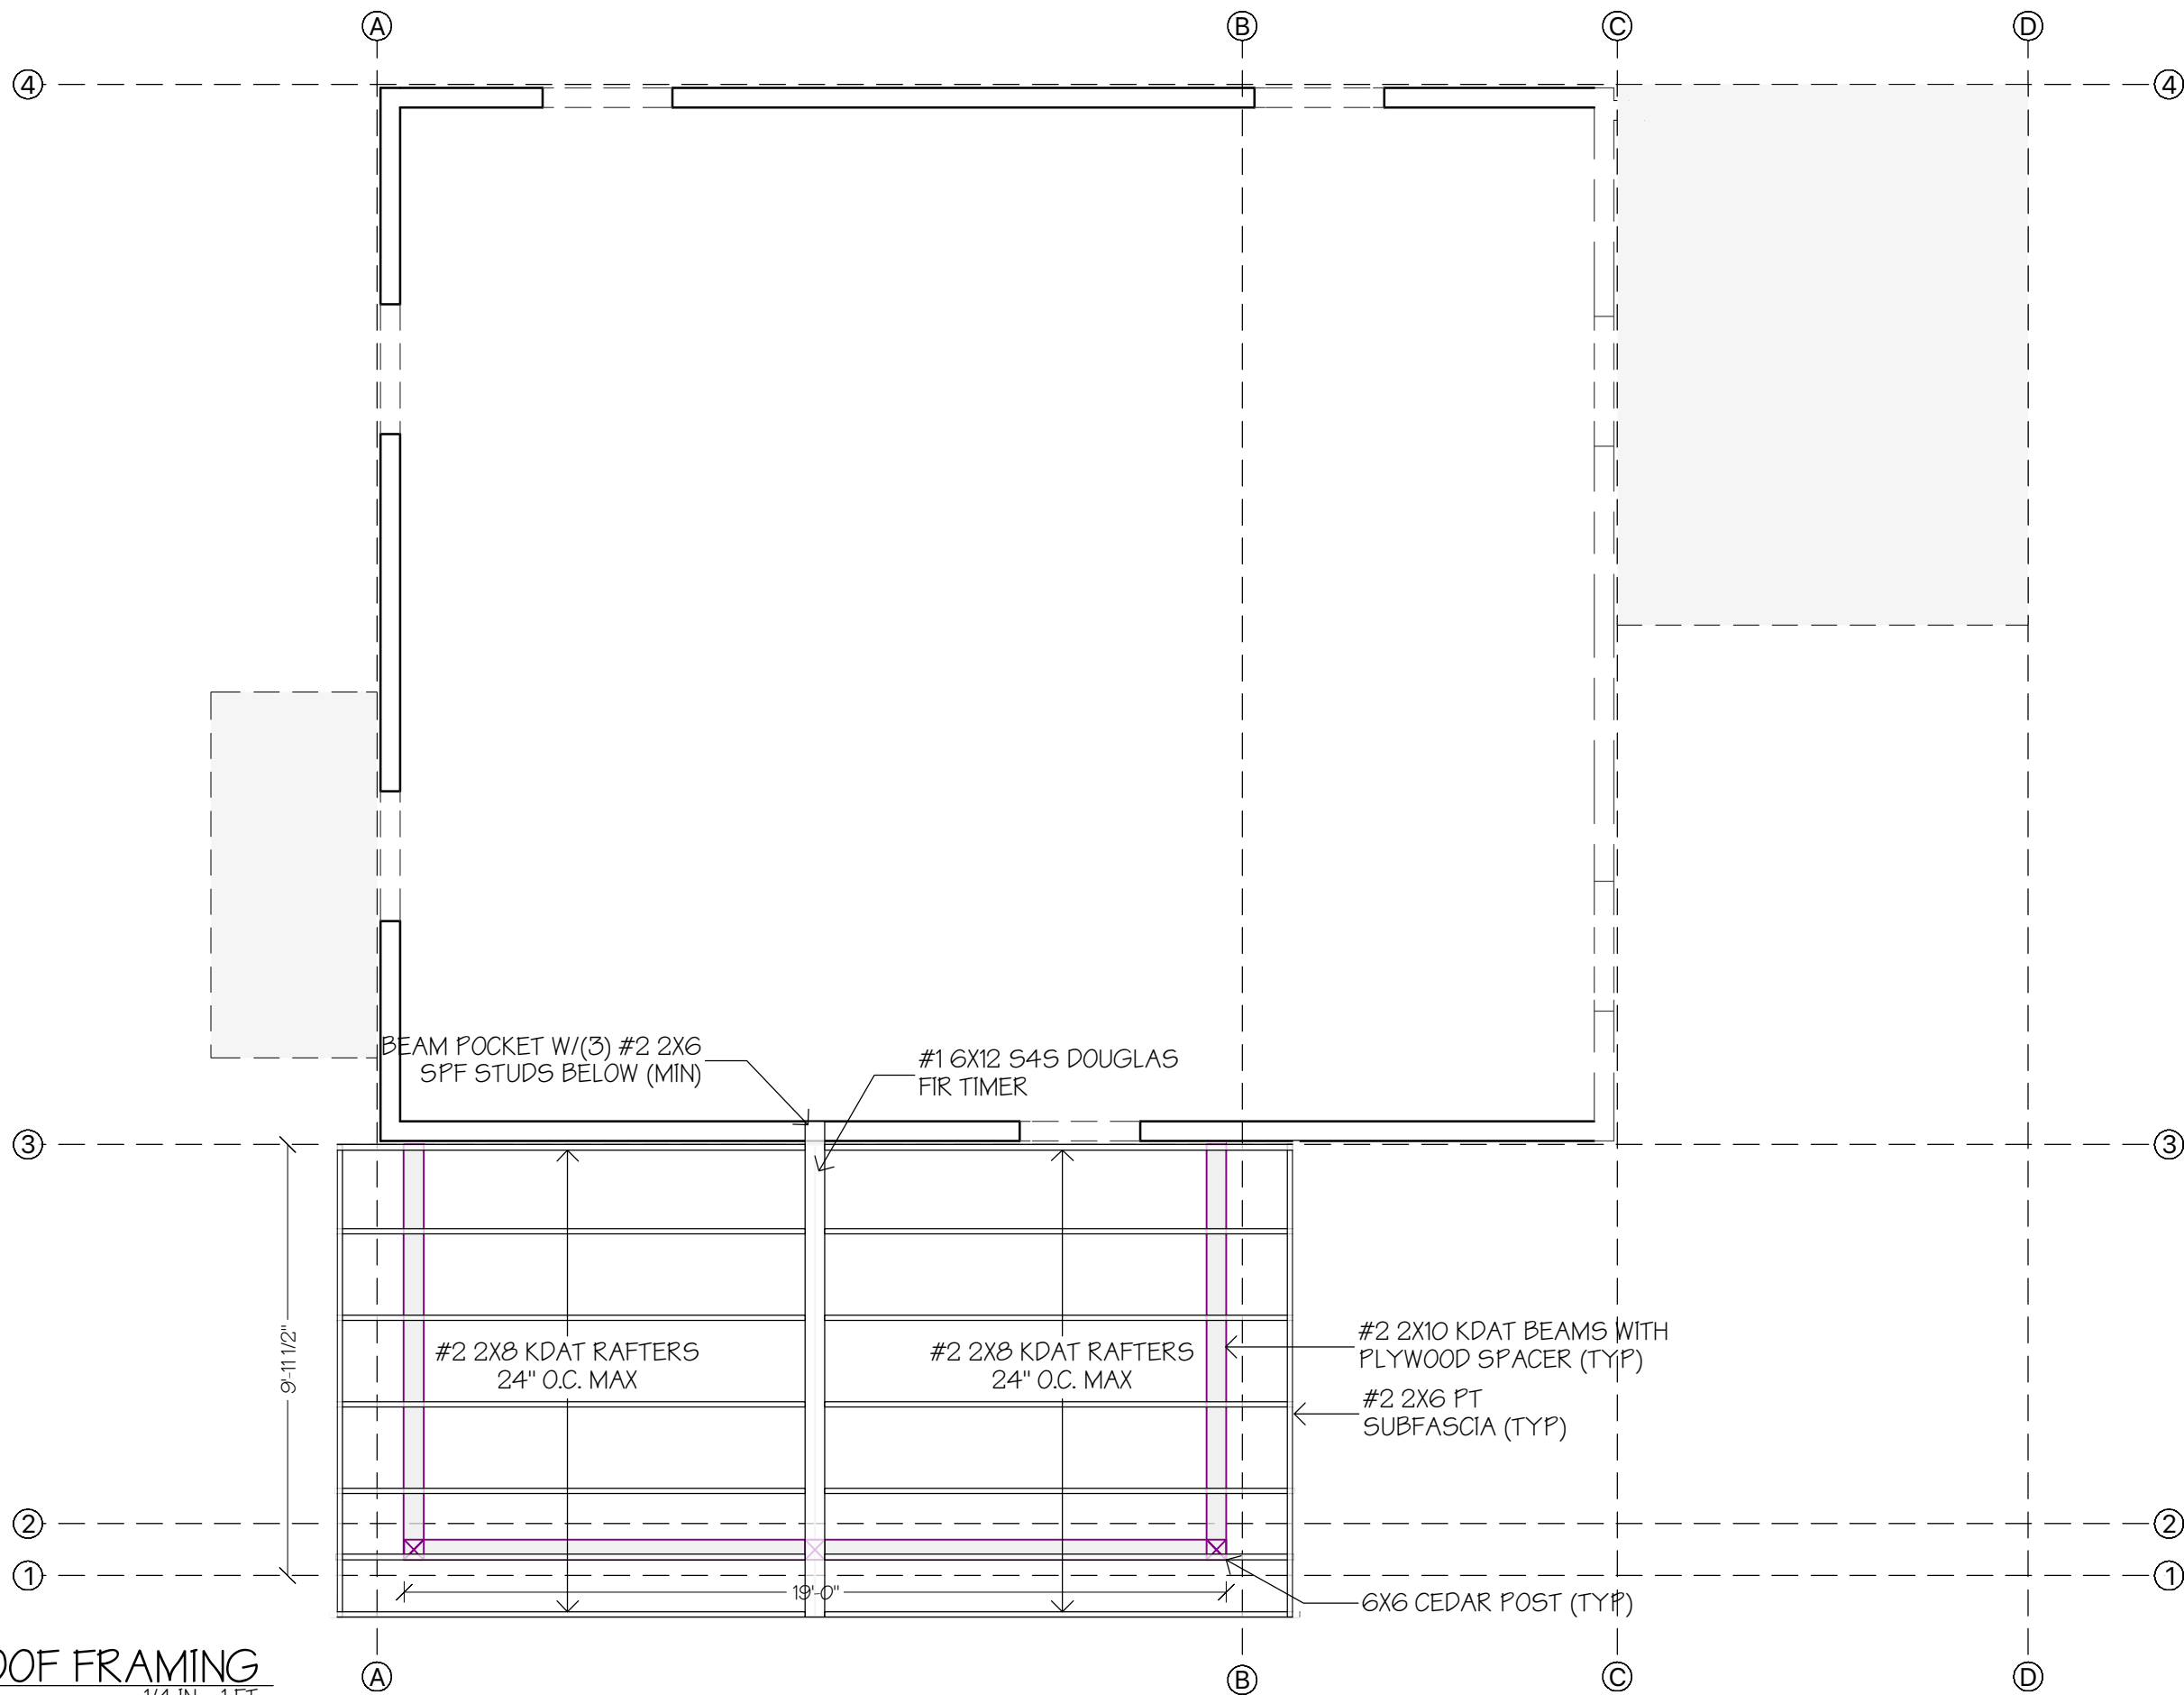 A
B
C
D
4
4
BEAM POCKET W/(3) #2 2X6
SPF STUDS BELOW (MIN)
#1 6X12 S4S DOUGLAS
FIR TIMER
3
3
9'-11 1/2"
#2 2X8 KDAT RAFTERS
24" O.C. MAX
#2 2X8 KDAT RAFTERS
24" O.C. MAX
#2 2X10 KDAT BEAMS WITH
PLYWOOD SPACER (TYP)
#2 2X6 PT
SUBFASCIA (TYP)
2
2
1
1
19'-0"
6X6 CEDAR POST (TYP)
FRAMING
A
B
C
D